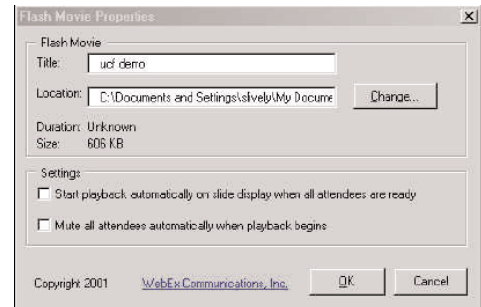 Flash Movie Properties
Flash Movie
Title: ucf demo
Location: C:\Documents and Settings\slively\My Docume Change...
Duration: Unknown
Size: 606 KB
Settings
Start playback automatically on slide display when all attendees are ready
Mute all attendees automatically when playback begins
Copyright 2001 WebEx Communications, Inc. OK Cancel